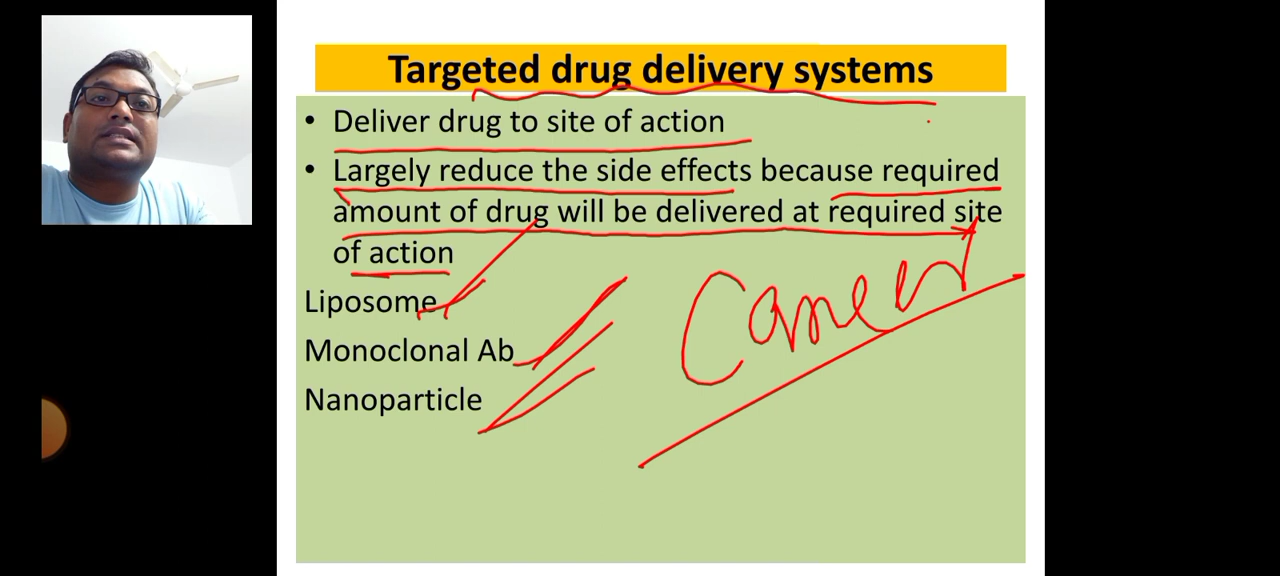 Targeted drug delivery systems
• Deliver drug to site of action
• Largely reduce the side effects because required
amount of drug will be delivered at required site
of action
Liposome
Monoclonal Ab
Nanoparticle
Cancer